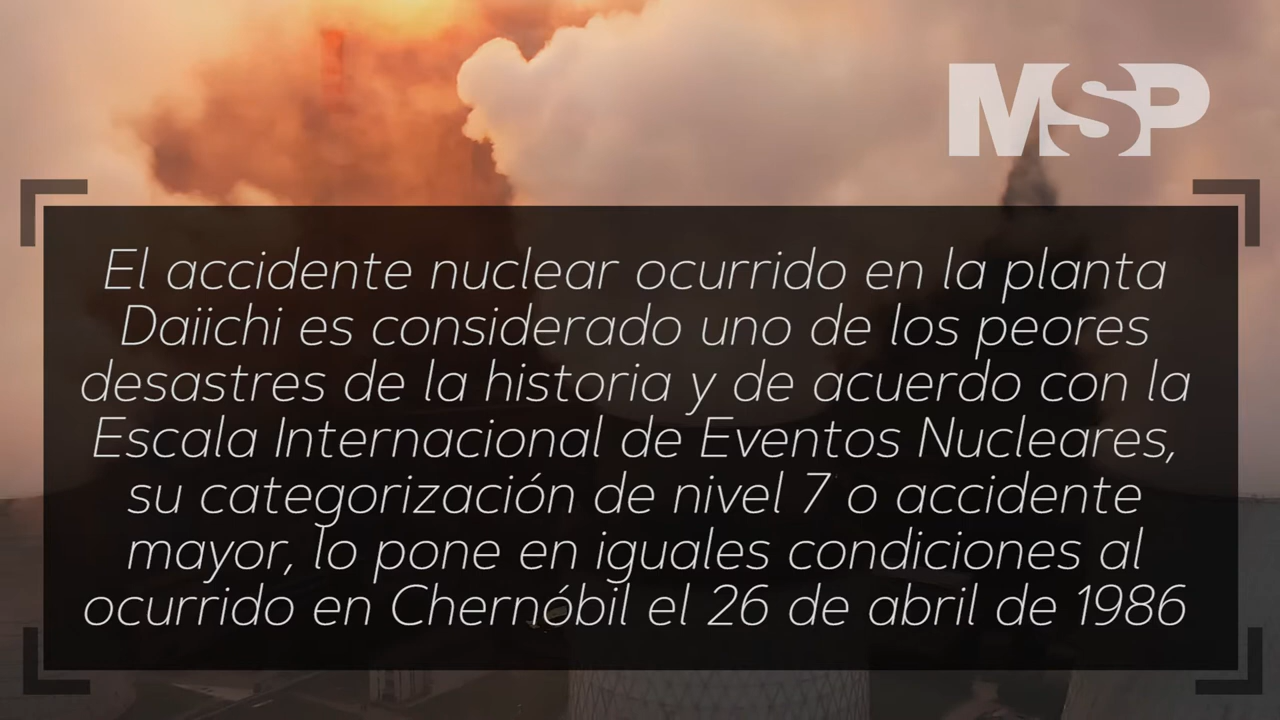 MSP
El accidente nuclear ocurrido en la planta
Daiichi es considerado uno de los peores
desastres de la historia y de acuerdo con la
Escala Internacional de Eventos Nucleares,
su categorización de nivel 7 o accidente
mayor, lo pone en iguales condiciones al
ocurrido en Chernóbil el 26 de abril de 1986